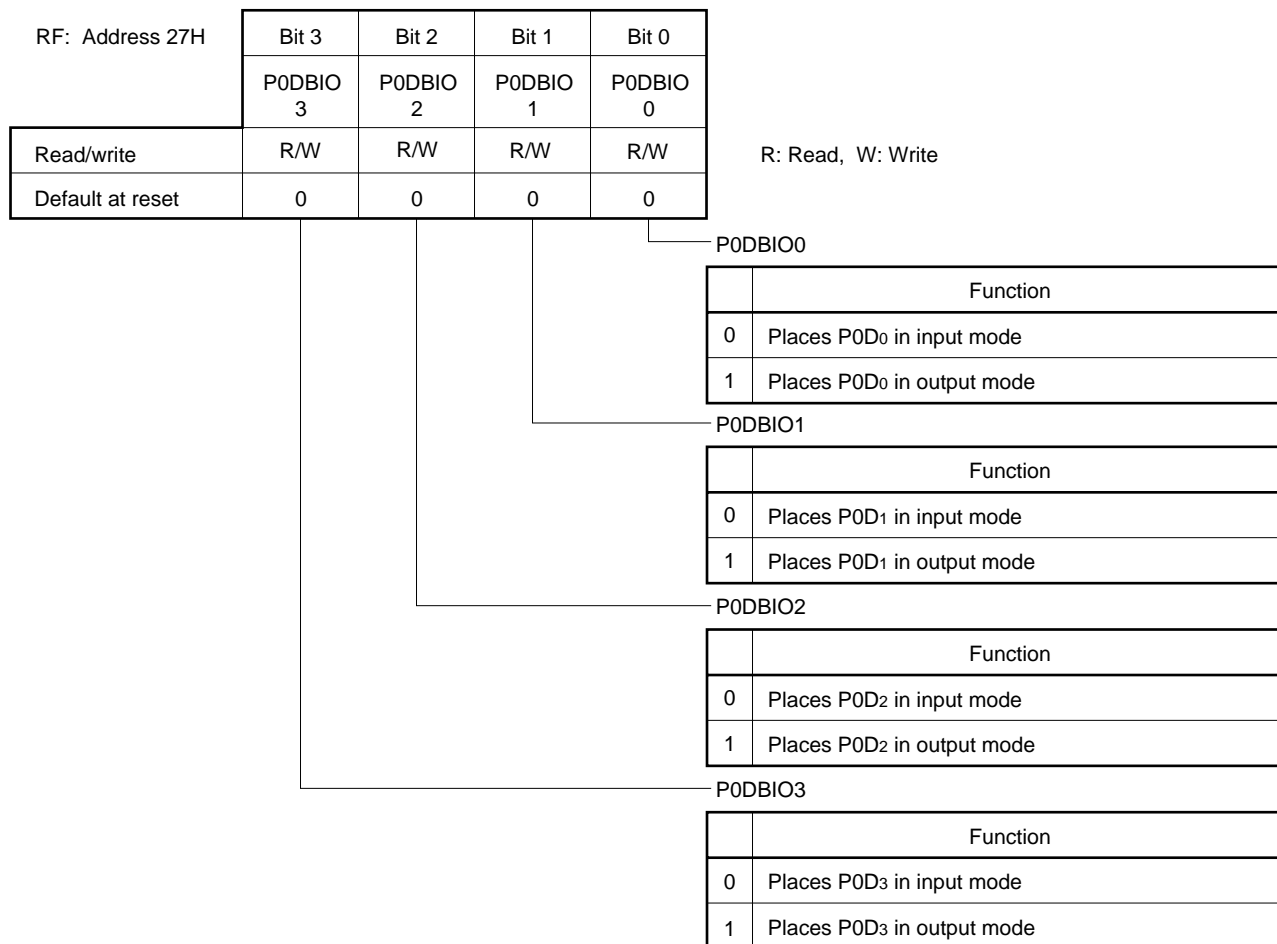 RF: Address 27H Bit 3 Bit 2 Bit 1 Bit 0
P0DBIO P0DBIO P0DBIO P0DBIO
3 2 1 0
Read/write R/W R/W R/W R/W R: Read, W: Write
Default at reset 0 0 0 0
P0DBIO0
Function
0 Places P0D0 in input mode
1 Places P0D0 in output mode
P0DBIO1
Function
0 Places P0D1 in input mode
1 Places P0D1 in output mode
P0DBIO2
Function
0 Places P0D2 in input mode
1 Places P0D2 in output mode
P0DBIO3
Function
0 Places P0D3 in input mode
1 Places P0D3 in output mode